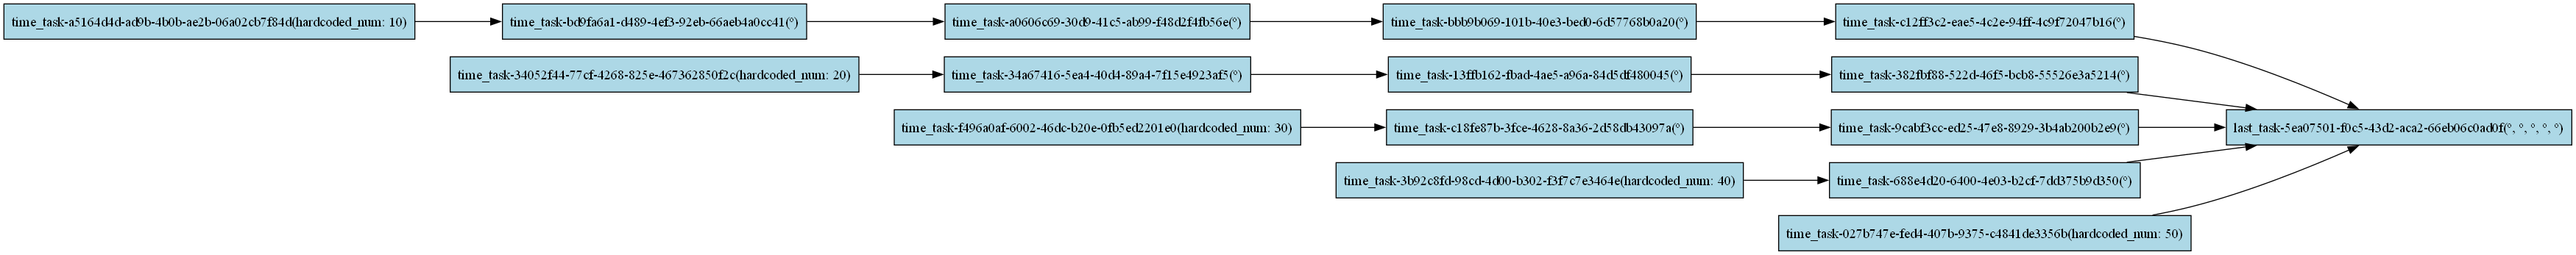 time_task-a5164d4d-ad9b-4b0b-ae2b-06a02cb7f84d(hardcoded_num: 10)
time_task-bd9fa6a1-d489-4ef3-92eb-66aeb4a0cc41(°)
time_task-a0606c69-30d9-41c5-ab99-f48d2f4fb56e(°)
time_task-bbb9b069-101b-40e3-bed0-6d57768b0a20(°)
time_task-c12ff3c2-eae5-4c2e-94ff-4c9f72047b16(°)
time_task-34052f44-77cf-4268-825e-467362850f2c(hardcoded_num: 20)
time_task-34a67416-5ea4-40d4-89a4-7f15e4923af5(°)
time_task-13ffb162-fbad-4ae5-a96a-84d5df480045(°)
time_task-382fbf88-522d-46f5-bcb8-55526e3a5214(°)
time_task-f496a0af-6002-46dc-b20e-0fb5ed2201e0(hardcoded_num: 30)
time_task-c18fe87b-3fce-4628-8a36-2d58db43097a(°)
time_task-9cabf3cc-ed25-47e8-8929-3b4ab200b2e9(°)
last_task-5ea07501-f0c5-43d2-aca2-66eb06c0ad0f(°, °, °, °, °)
time_task-3b92c8fd-98cd-4d00-b302-f3f7c7e3464e(hardcoded_num: 40)
time_task-688e4d20-6400-4e03-b2cf-7dd375b9d350(°)
time_task-027b747e-fed4-407b-9375-c4841de3356b(hardcoded_num: 50)